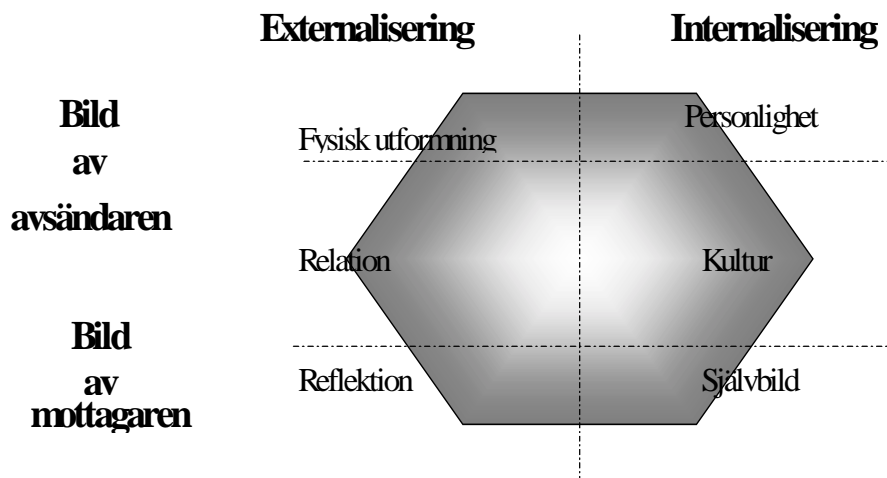 Externalisering
Internalisering
Bild
av
avsändaren
Fysisk utformning
Personlighet
Relation
Kultur
Bild
av
mottagaren
Reflektion
Självbild